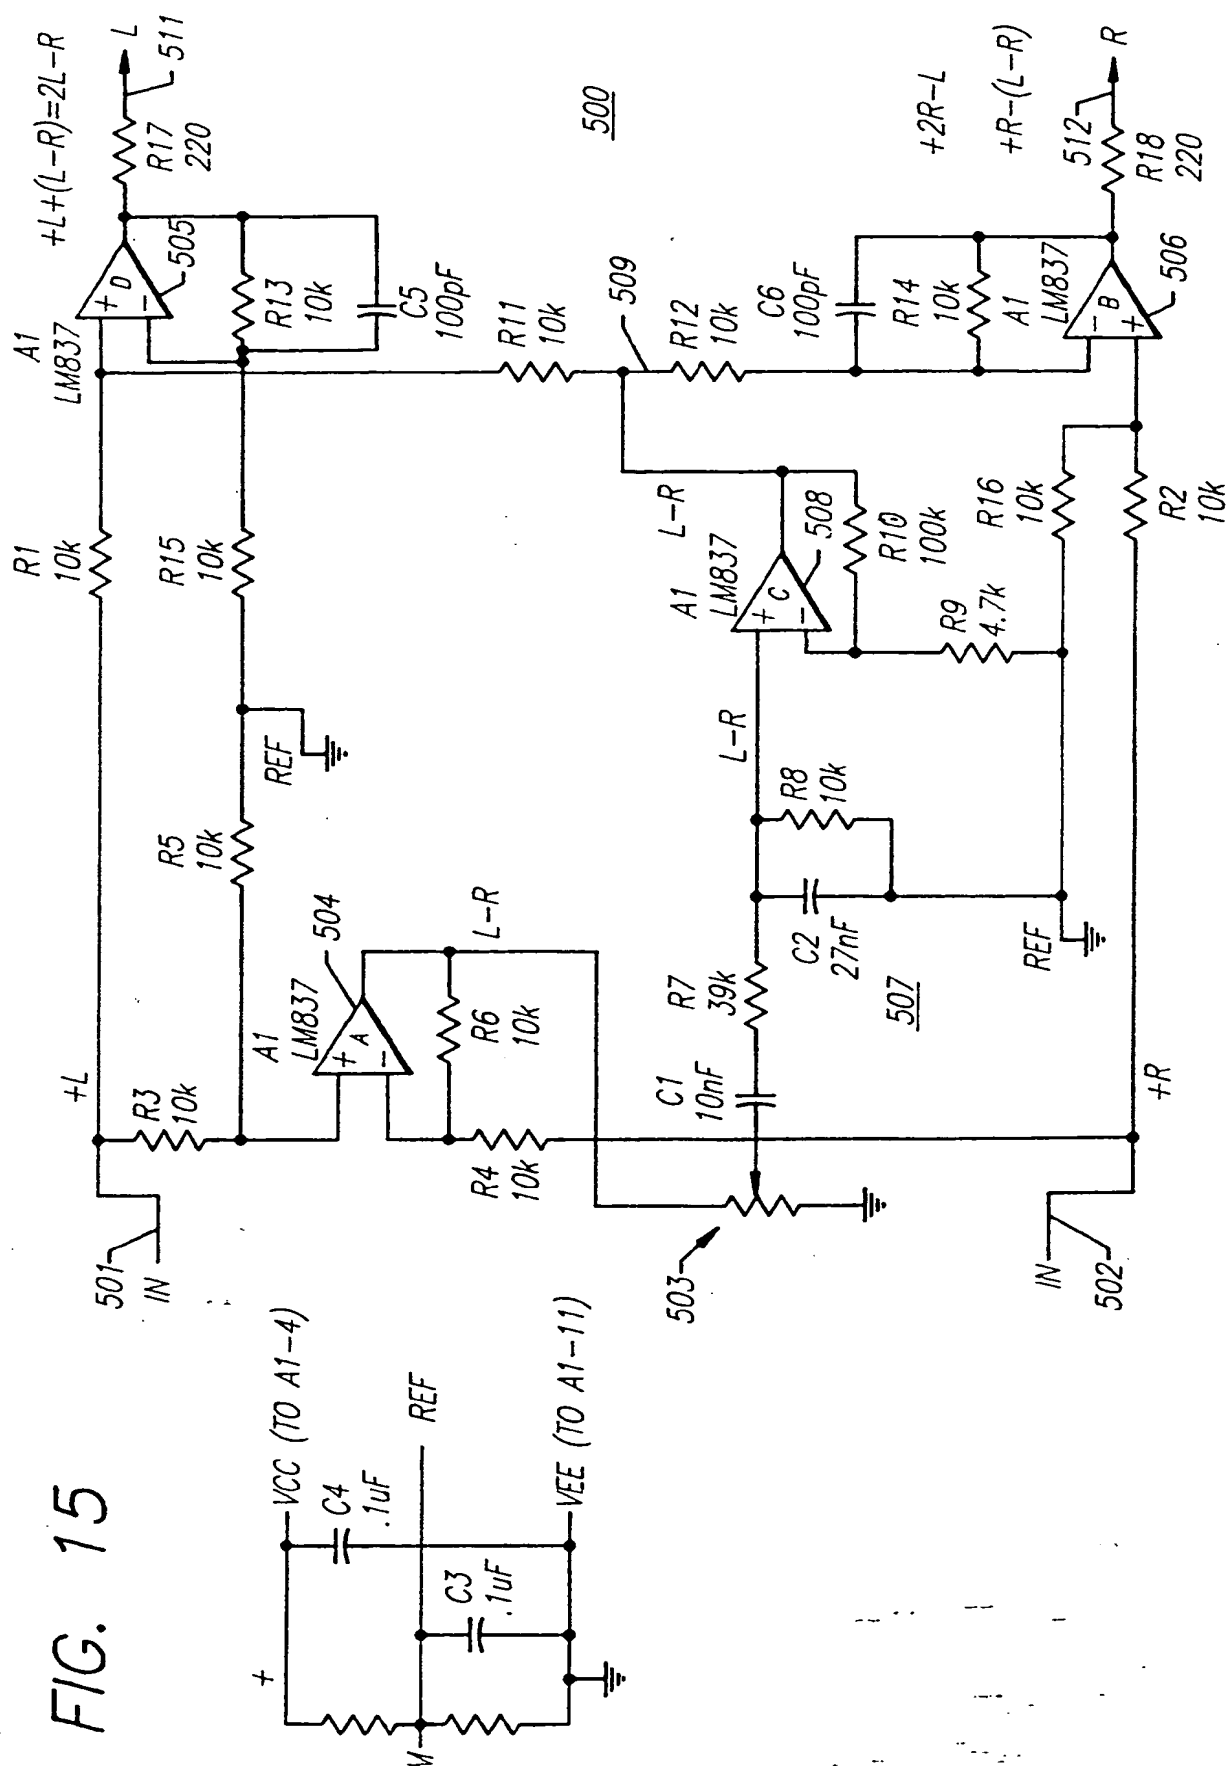 FIG. 15
+
M
VCC (TO A1-4)
C4
.1uF
REF
C3
.1uF
VEE (TO A1-11)
501
IN
+L
R3
10k
R1
10k
A1
LM837
+
-
D
505
+L+(L-R)=2L-R
L
511
R17
220
R5
10k
REF
R15
10k
R13
10k
C5
100pF
R11
10k
500
A1
LM837
504
+
-
A
L-R
R6
10k
R4
10k
509
R12
10k
503
C1
10nF
R7
39k
507
C2
27nF
R8
10k
L-R
A1
LM837
+
-
C
508
L-R
R10
100k
R9
4.7k
REF
R16
10k
R2
10k
C6
100pF
R14
10k
A1
LM837
-
+
B
506
+2R-L
+R-(L-R)
512
R
R18
220
IN
502
+R